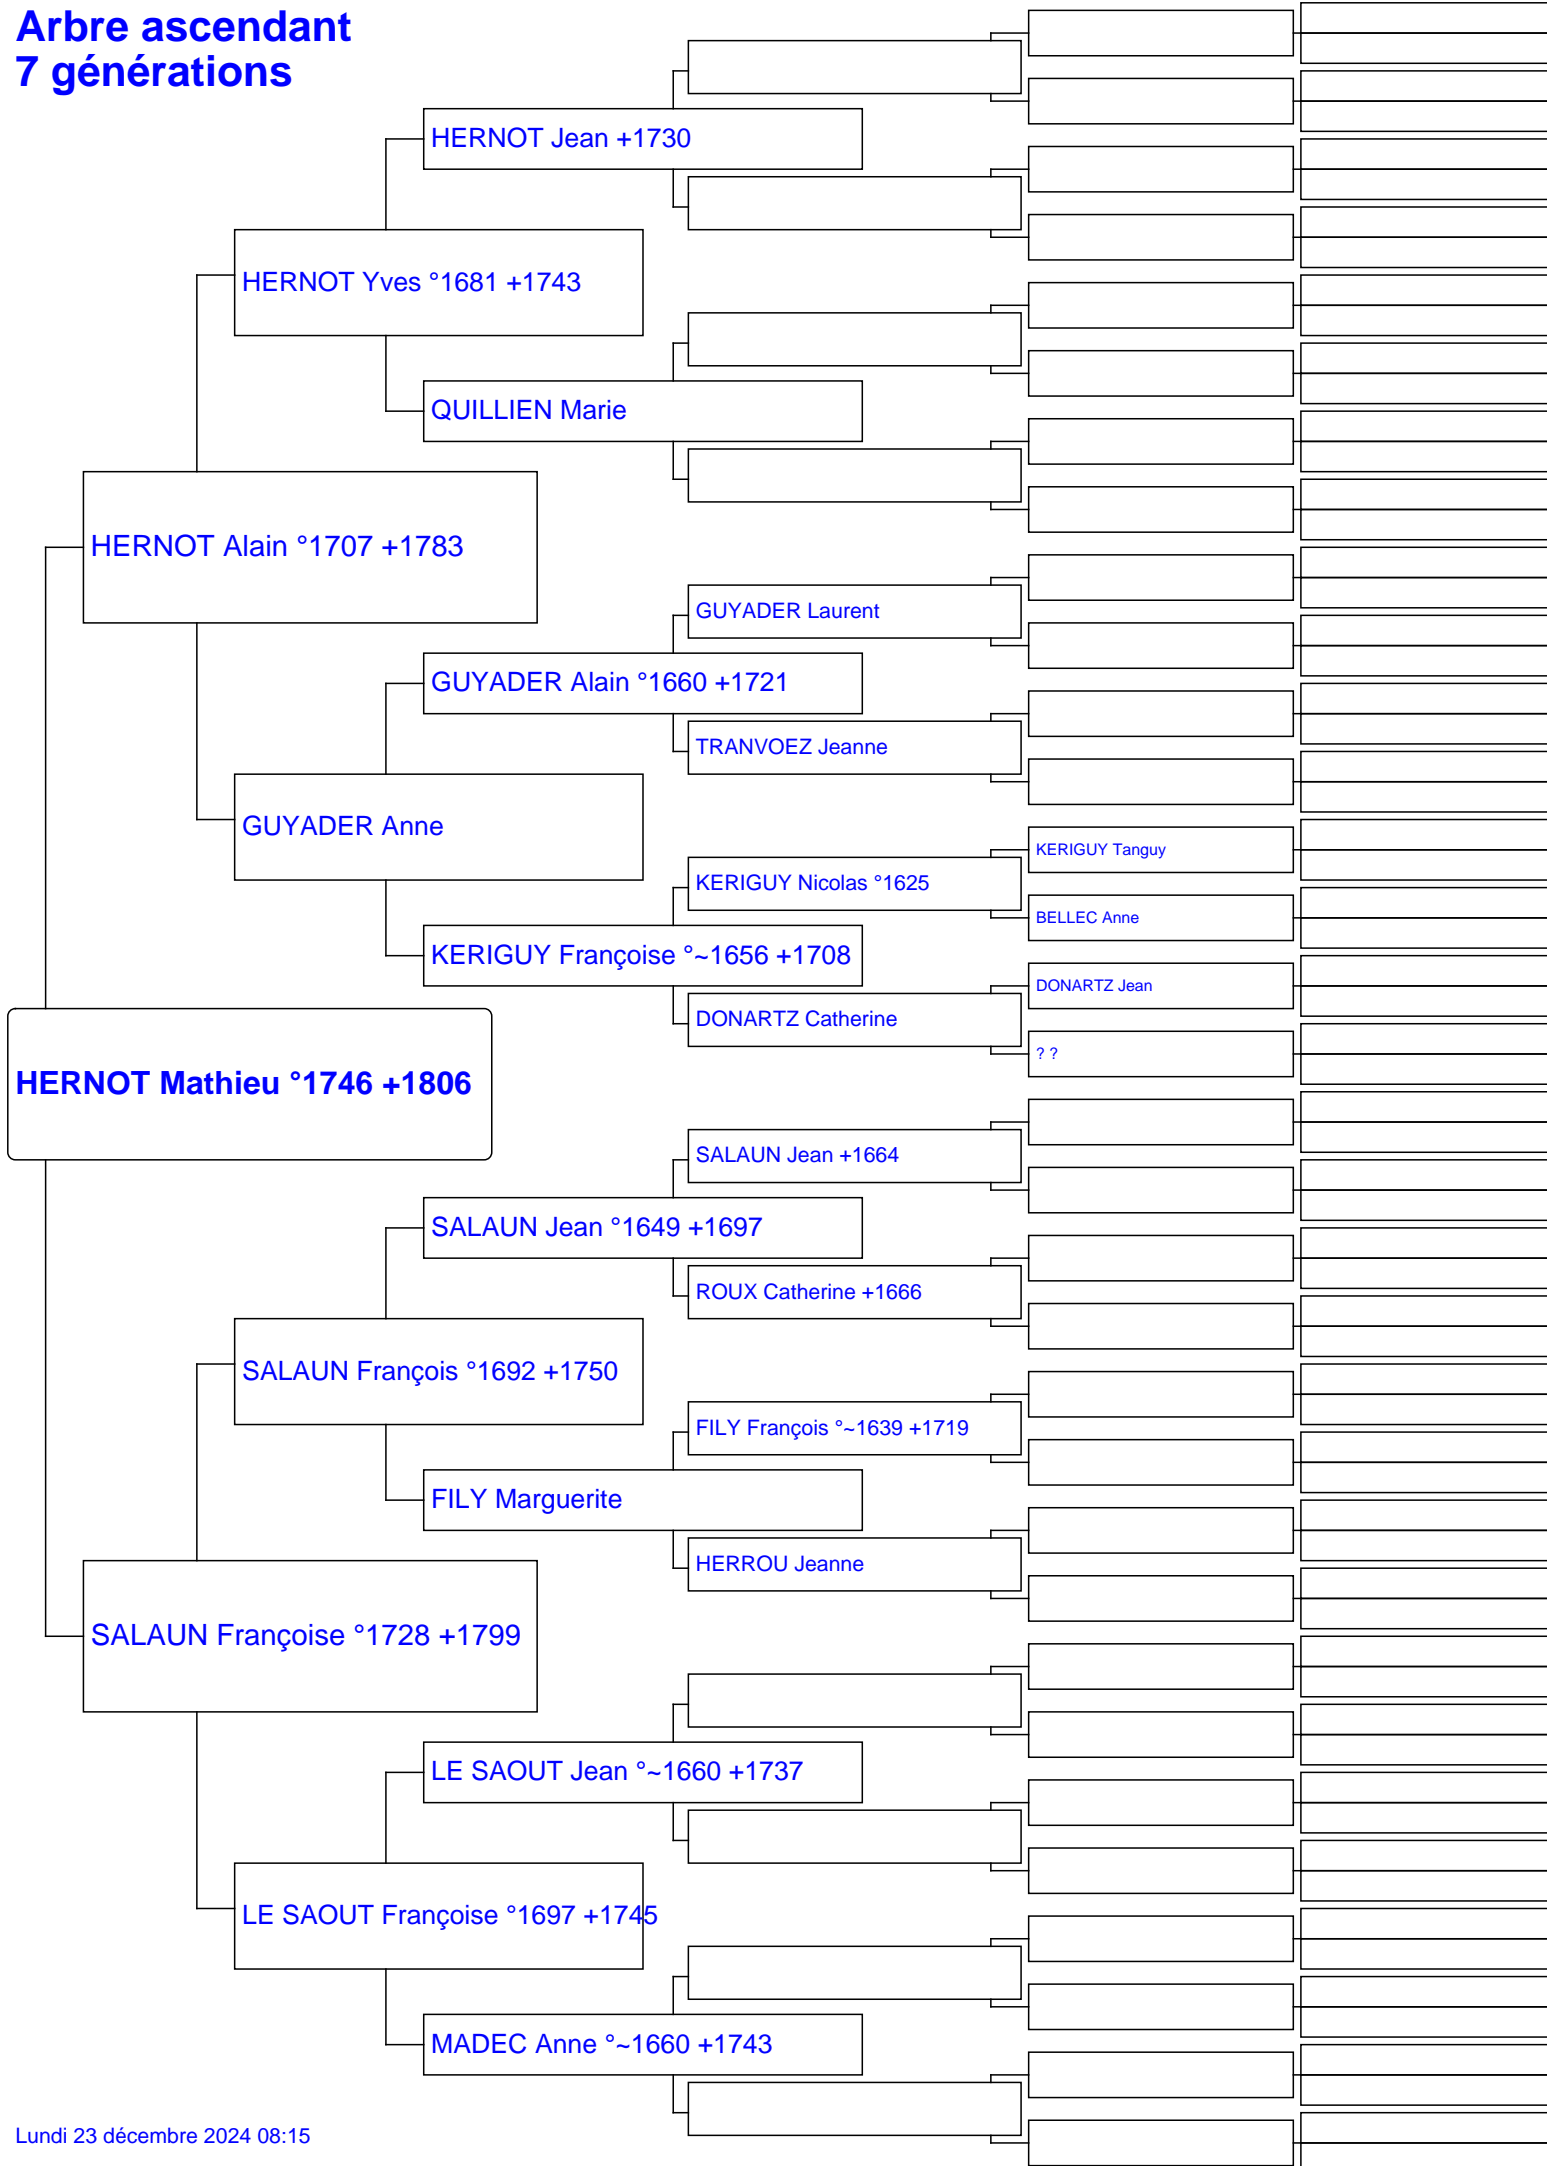 Arbre ascendant
7 générations
HERNOT Jean +1730
HERNOT Yves °1681 +1743
QUILLIEN Marie
HERNOT Alain °1707 +1783
GUYADER Laurent
GUYADER Alain °1660 +1721
TRANVOEZ Jeanne
GUYADER Anne
KERIGUY Tanguy
KERIGUY Nicolas °1625
BELLEC Anne
KERIGUY Françoise °~1656 +1708
DONARTZ Jean
DONARTZ Catherine
? ?
HERNOT Mathieu °1746 +1806
SALAUN Jean +1664
SALAUN Jean °1649 +1697
ROUX Catherine +1666
SALAUN François °1692 +1750
FILY François °~1639 +1719
FILY Marguerite
HERROU Jeanne
SALAUN Françoise °1728 +1799
LE SAOUT Jean °~1660 +1737
LE SAOUT Françoise °1697 +1745
MADEC Anne °~1660 +1743
Lundi 23 décembre 2024 08:15